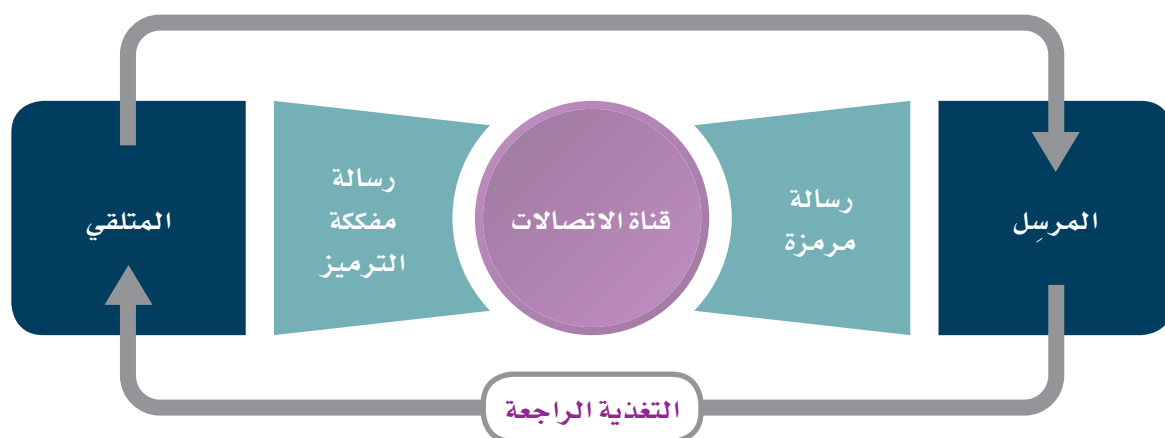 المرسِل
رسالة
مرمزة
قناة الاتصالات
رسالة
مفككة
الترميز
المتلقي
التغذية الراجعة